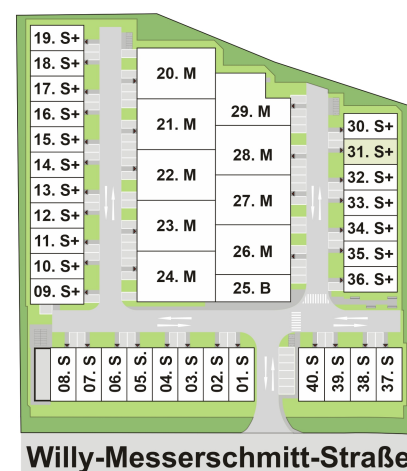 19. S+
18. S+
17. S+
16. S+
15. S+
14. S+
13. S+
12. S+
11. S+
10. S+
09. S+
20. M
21. M
22. M
23. M
24. M
29. M
28. M
27. M
26. M
25. B
30. S+
31. S+
32. S+
33. S+
34. S+
35. S+
36. S+
08. S
07. S
06. S
05. S.
04. S
03. S
02. S
01. S
40. S
39. S
38. S
37. S
Willy-Messerschmitt-Straße